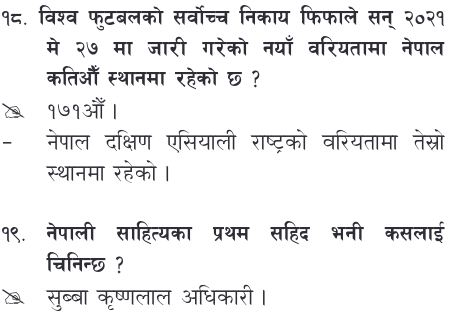 १८. विश्व फुटबलको सर्वोच्च निकाय फिफाले सन् २०२१
मे २७ मा जारी गरेको नयाँ वरियतामा नेपाल
कतिऔँ स्थानमा रहेको छ ?
१७१औँ ।
- नेपाल दक्षिण एसियाली राष्ट्रको वरियतामा तेस्रो
स्थानमा रहेको ।
१९. नेपाली साहित्यका प्रथम सहिद भनी कसलाई
चिनिन्छ ?
सुब्बा कृष्णलाल अधिकारी ।